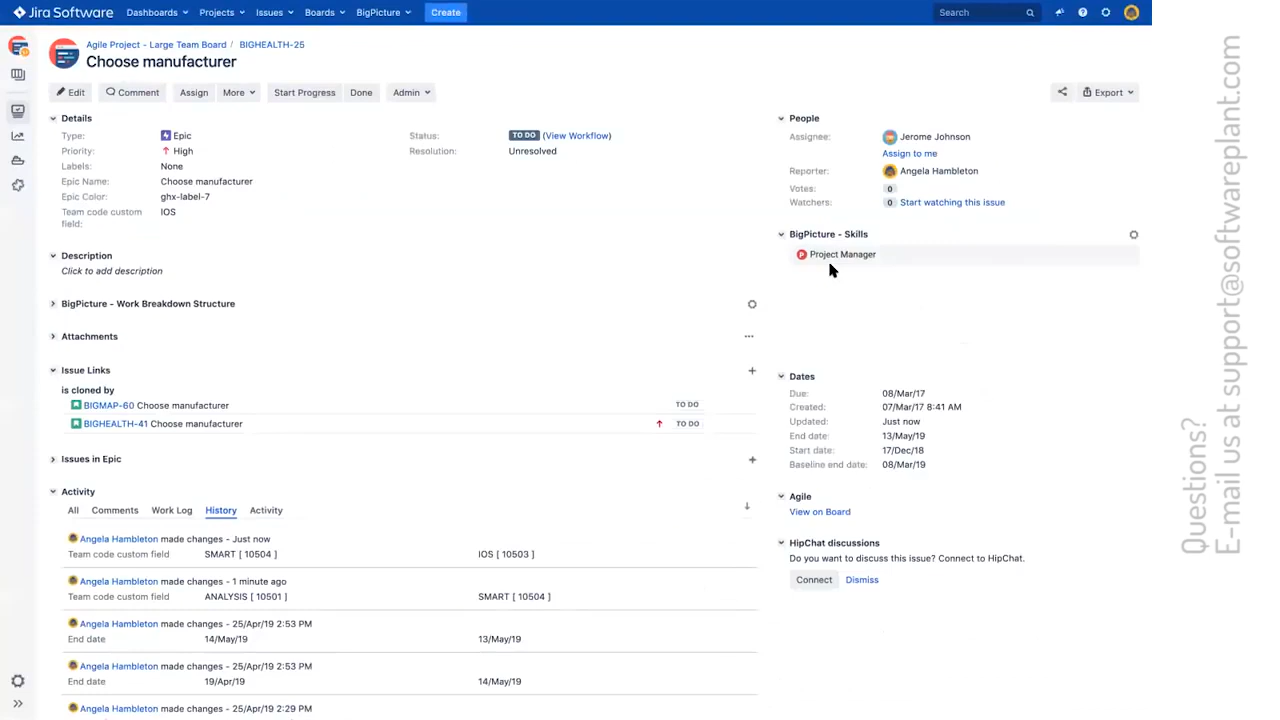 Jira Software Dashboards Projects Issues Boards BigPicture Create Search
Agile Project - Large Team Board / BIGHEALTH-25
Choose manufacturer
Edit Comment Assign More Start Progress Done Admin Export
Details
Type: Epic
Priority: High
Labels: None
Epic Name: Choose manufacturer
Epic Color: ghx-label-7
Team code custom IOS
field:
Status: TO DO (View Workflow)
Resolution: Unresolved
Description
Click to add description
BigPicture - Work Breakdown Structure
Attachments
Issue Links
is cloned by
BIGMAP-60 Choose manufacturer TO DO
BIGHEALTH-41 Choose manufacturer TO DO
Issues in Epic
Activity
All Comments Work Log History Activity
Angela Hambleton made changes - Just now
Team code custom field SMART [ 10504 ] IOS [ 10503 ]
Angela Hambleton made changes - 1 minute ago
Team code custom field ANALYSIS [ 10501 ] SMART [ 10504 ]
Angela Hambleton made changes - 25/Apr/19 2:53 PM
End date 14/May/19 13/May/19
Angela Hambleton made changes - 25/Apr/19 2:53 PM
End date 19/Apr/19 14/May/19
Angela Hambleton made changes - 25/Apr/19 2:29 PM
People
Assignee: Jerome Johnson
Assign to me
Reporter: Angela Hambleton
Votes: 0
Watchers: 0 Start watching this issue
BigPicture - Skills
P Project Manager
Dates
Due: 08/Mar/17
Created: 07/Mar/17 8:41 AM
Updated: Just now
End date: 13/May/19
Start date: 17/Dec/18
Baseline end date: 08/Mar/19
Agile
View on Board
HipChat discussions
Do you want to discuss this issue? Connect to HipChat.
Connect Dismiss
Questions?
E-mail us at support@softwareplant.com